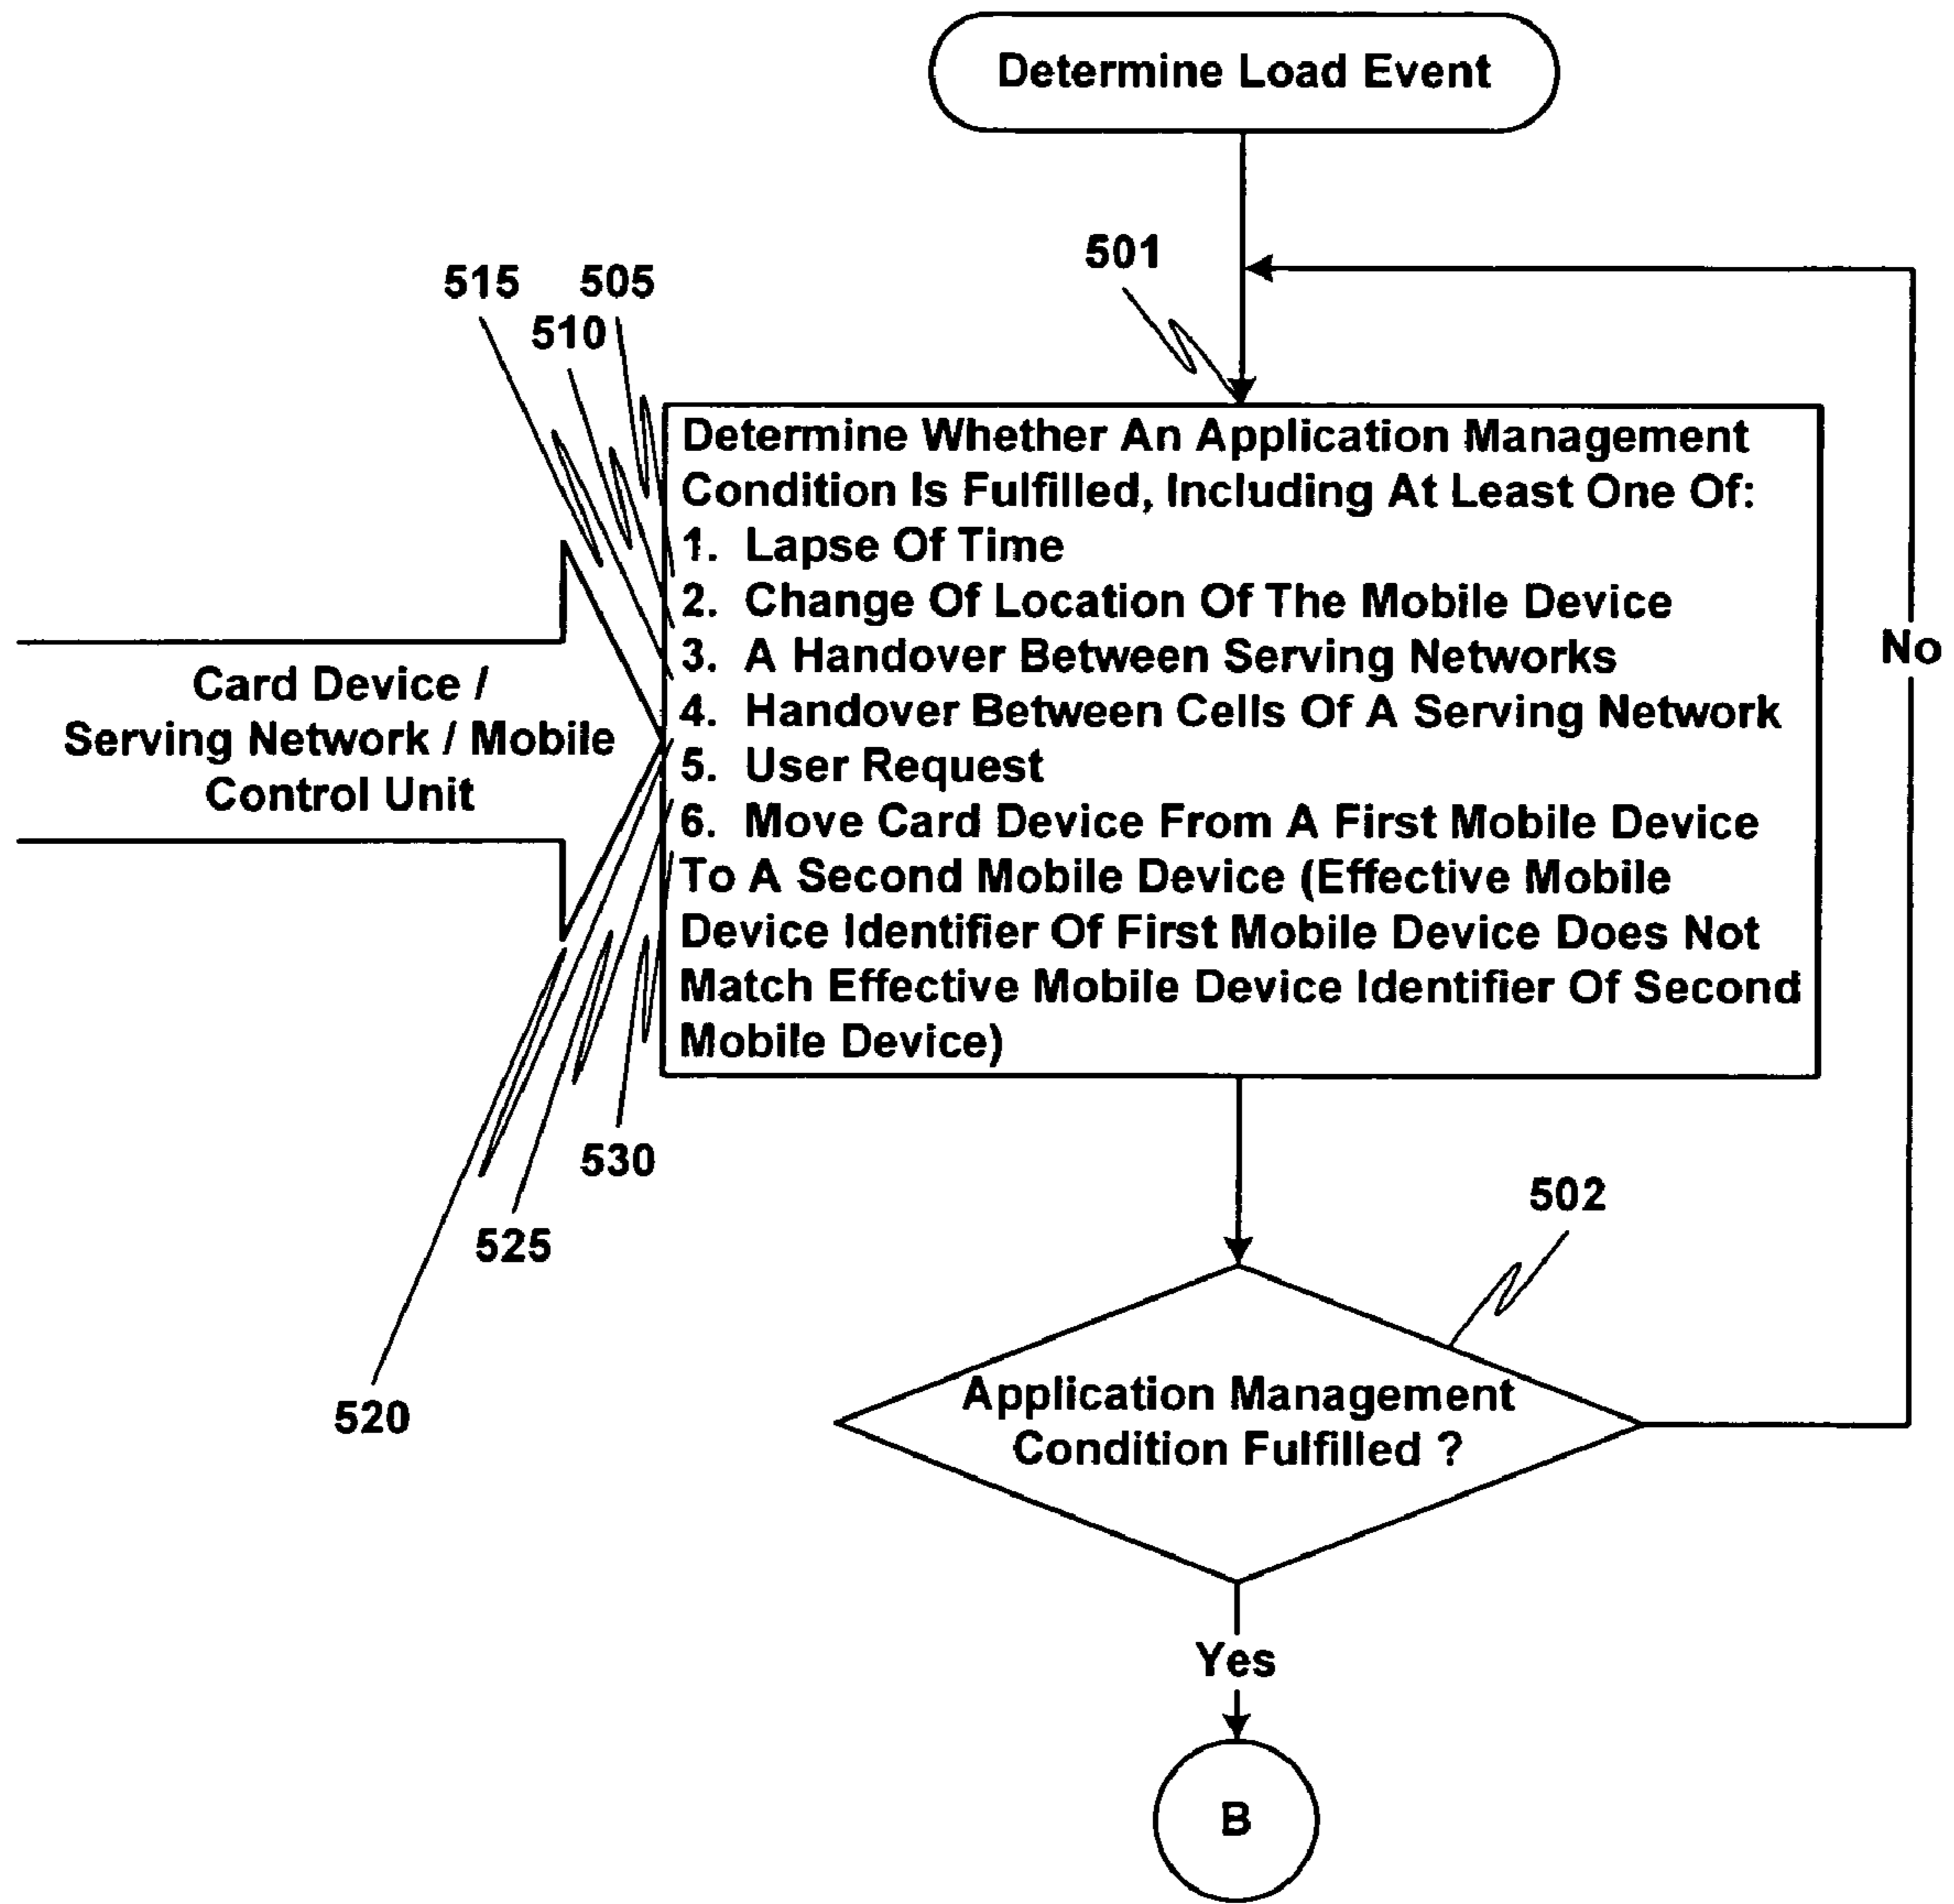 Determine Load Event
501
515 505
510
Determine Whether An Application Management
Condition Is Fulfilled, Including At Least One Of:
1. Lapse Of Time
2. Change Of Location Of The Mobile Device
3. A Handover Between Serving Networks
4. Handover Between Cells Of A Serving Network
5. User Request
6. Move Card Device From A First Mobile Device
To A Second Mobile Device (Effective Mobile
Device Identifier Of First Mobile Device Does Not
Match Effective Mobile Device Identifier Of Second
Mobile Device)
No
Card Device /
Serving Network / Mobile
Control Unit
530
525
520
502
Application Management
Condition Fulfilled ?
Yes
B